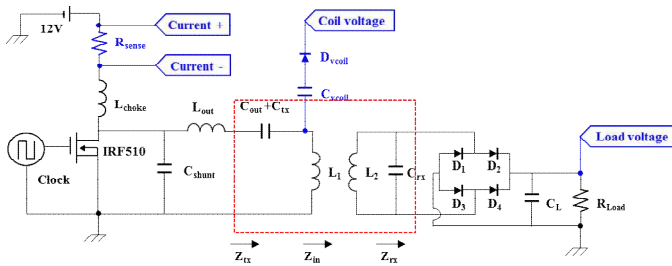 12V
Current +
R_sense
Current -
Coil voltage
D_vcoil
C_vcoil
L_choke
L_out
C_out +C_tx
IRF510
Clock
C_shunt
L_1
L_2
C_rx
D_1
D_2
D_3
D_4
C_L
R_Load
Load voltage
Z_tx
Z_in
Z_rx